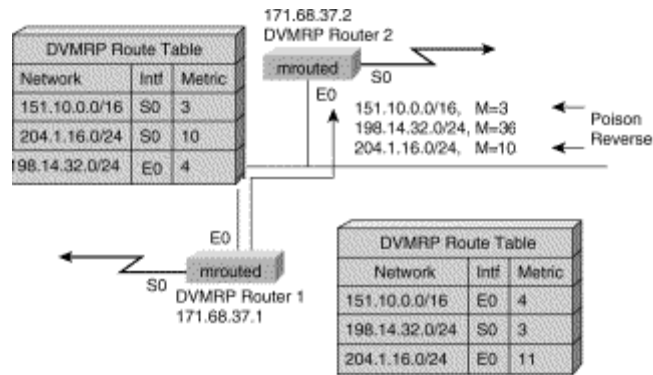 171.68.37.2
DVMRP Router 2
mrouted
S0
E0
DVMRP Route Table
Network Intf Metric
151.10.0.0/16 S0 3
204.1.16.0/24 S0 10
198.14.32.0/24 E0 4
151.10.0.0/16, M=3
198.14.32.0/24, M=36
204.1.16.0/24, M=10
Poison
Reverse
E0
mrouted
S0
DVMRP Router 1
171.68.37.1
DVMRP Route Table
Network Intf Metric
151.10.0.0/16 E0 4
198.14.32.0/24 S0 3
204.1.16.0/24 E0 11